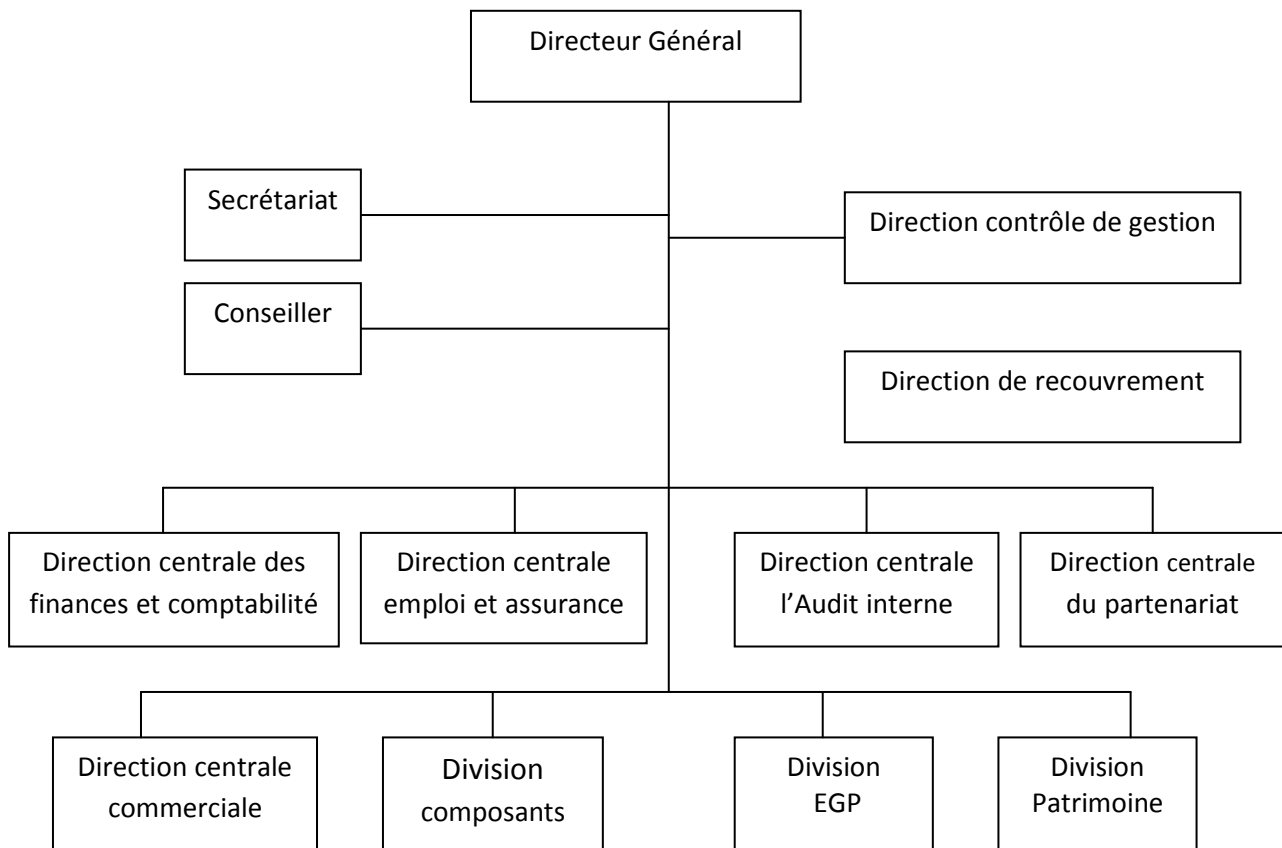 Directeur Général
Secrétariat
Direction contrôle de gestion
Conseiller
Direction de recouvrement
Direction centrale des
finances et comptabilité
Direction centrale
emploi et assurance
Direction centrale
l’Audit interne
Direction centrale
du partenariat
Direction centrale
commerciale
Division
composants
Division
EGP
Division
Patrimoine